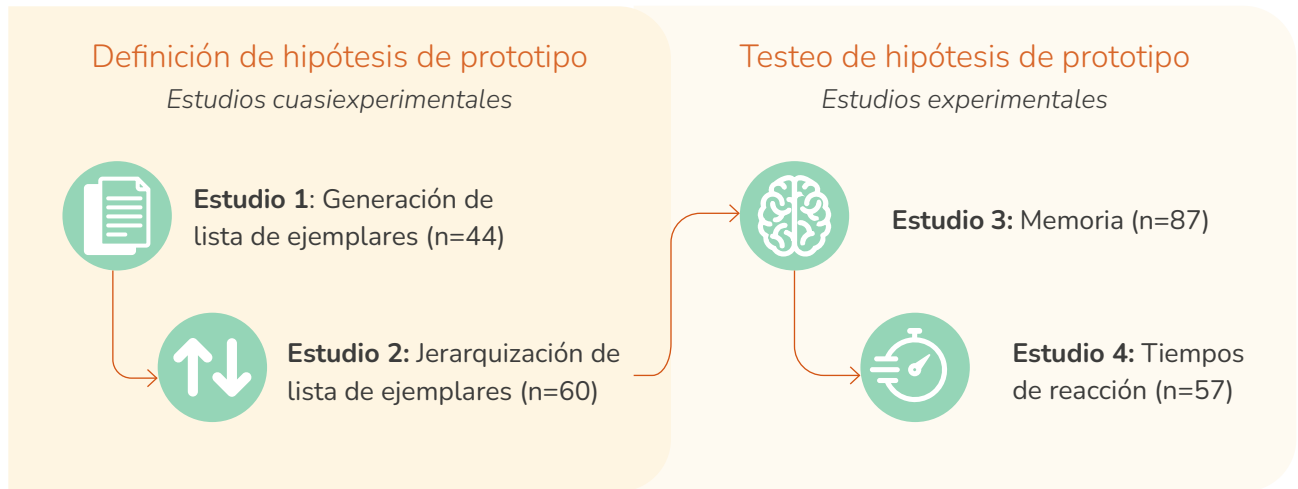 Definición de hipótesis de prototipo
Estudios cuasiexperimentales
Estudio 1: Generación de
lista de ejemplares (n=44)
Estudio 2: Jerarquización de
lista de ejemplares (n=60)
Testeo de hipótesis de prototipo
Estudios experimentales
Estudio 3: Memoria (n=87)
Estudio 4: Tiempos
de reacción (n=57)